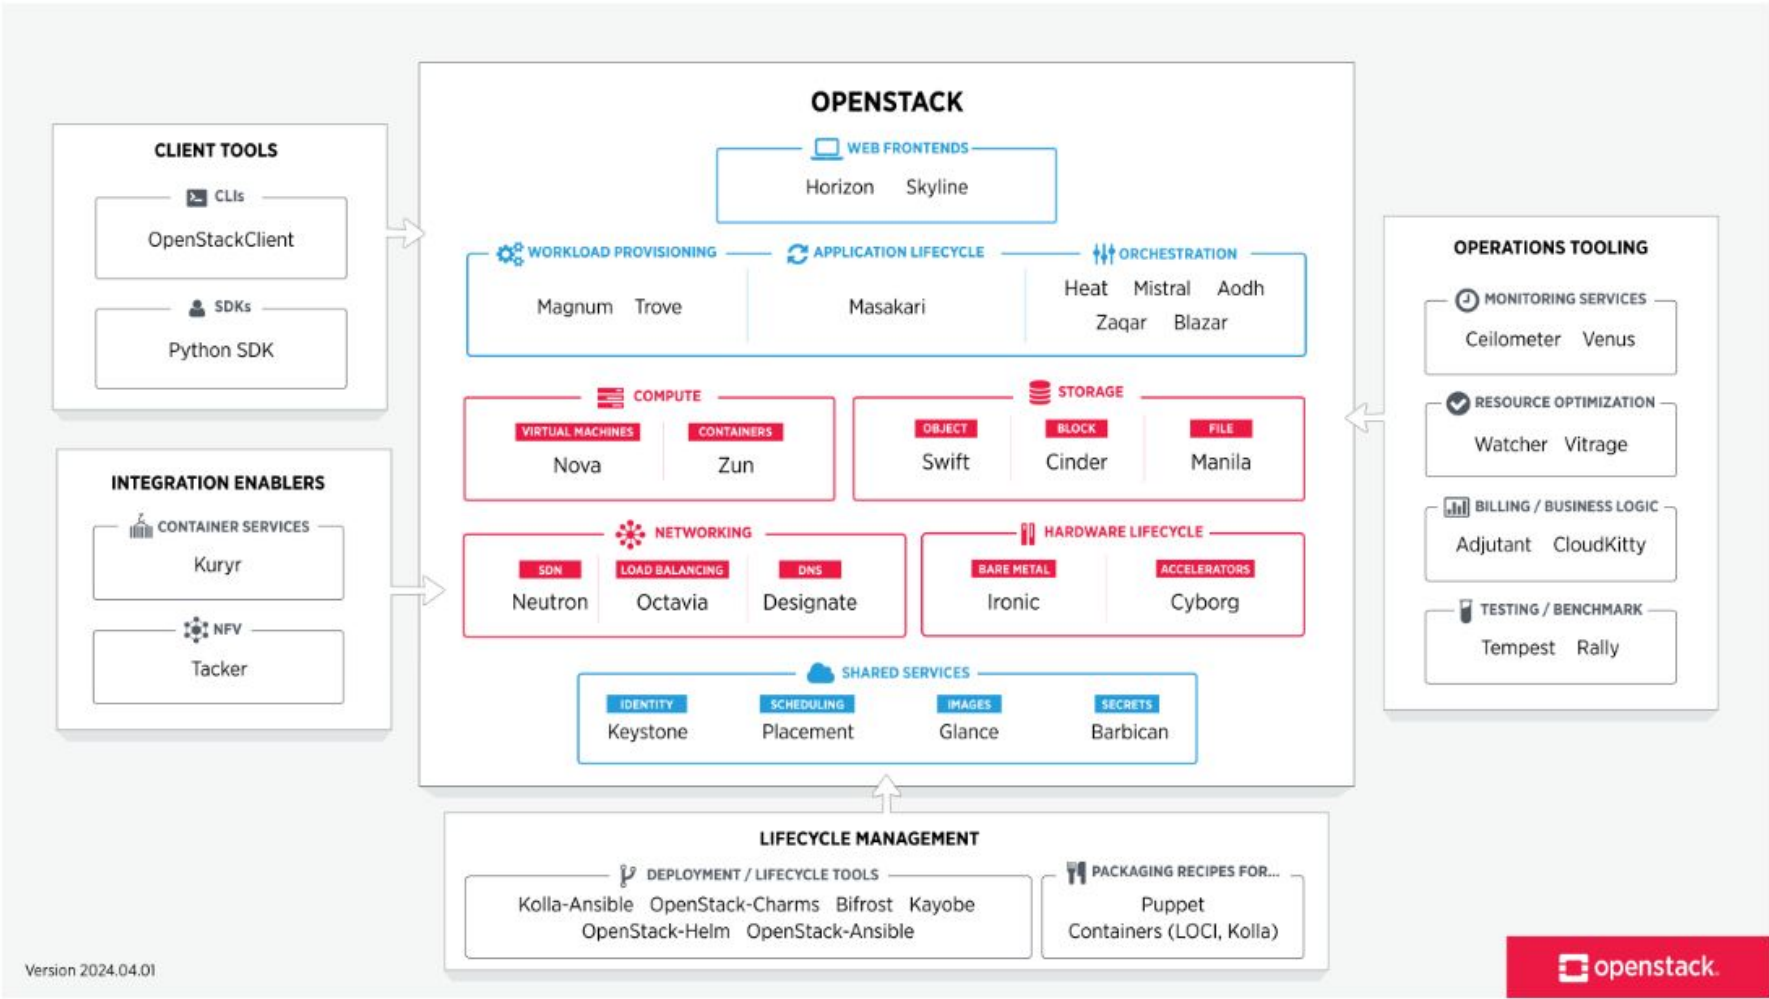 OPENSTACK
WEB FRONTENDS
Horizon Skyline
WORKLOAD PROVISIONING
Magnum Trove
APPLICATION LIFECYCLE
Masakari
ORCHESTRATION
Heat Mistral Aodh
Zaqar Blazar
COMPUTE
VIRTUAL MACHINES
Nova
CONTAINERS
Zun
STORAGE
OBJECT
Swift
BLOCK
Cinder
FILE
Manila
NETWORKING
SDN
Neutron
LOAD BALANCING
Octavia
DNS
Designate
HARDWARE LIFECYCLE
BARE METAL
Ironic
ACCELERATORS
Cyborg
SHARED SERVICES
IDENTITY
Keystone
SCHEDULING
Placement
IMAGES
Glance
SECRETS
Barbican
CLIENT TOOLS
CLIs
OpenStackClient
SDKs
Python SDK
INTEGRATION ENABLERS
CONTAINER SERVICES
Kuryr
NFV
Tacker
OPERATIONS TOOLING
MONITORING SERVICES
Ceilometer Venus
RESOURCE OPTIMIZATION
Watcher Vitrage
BILLING / BUSINESS LOGIC
Adjutant CloudKitty
TESTING / BENCHMARK
Tempest Rally
LIFECYCLE MANAGEMENT
DEPLOYMENT / LIFECYCLE TOOLS
Kolla-Ansible OpenStack-Charms Bifrost Kayobe
OpenStack-Helm OpenStack-Ansible
PACKAGING RECIPES FOR...
Puppet
Containers (LOCI, Kolla)
Version 2024.04.01
openstack.